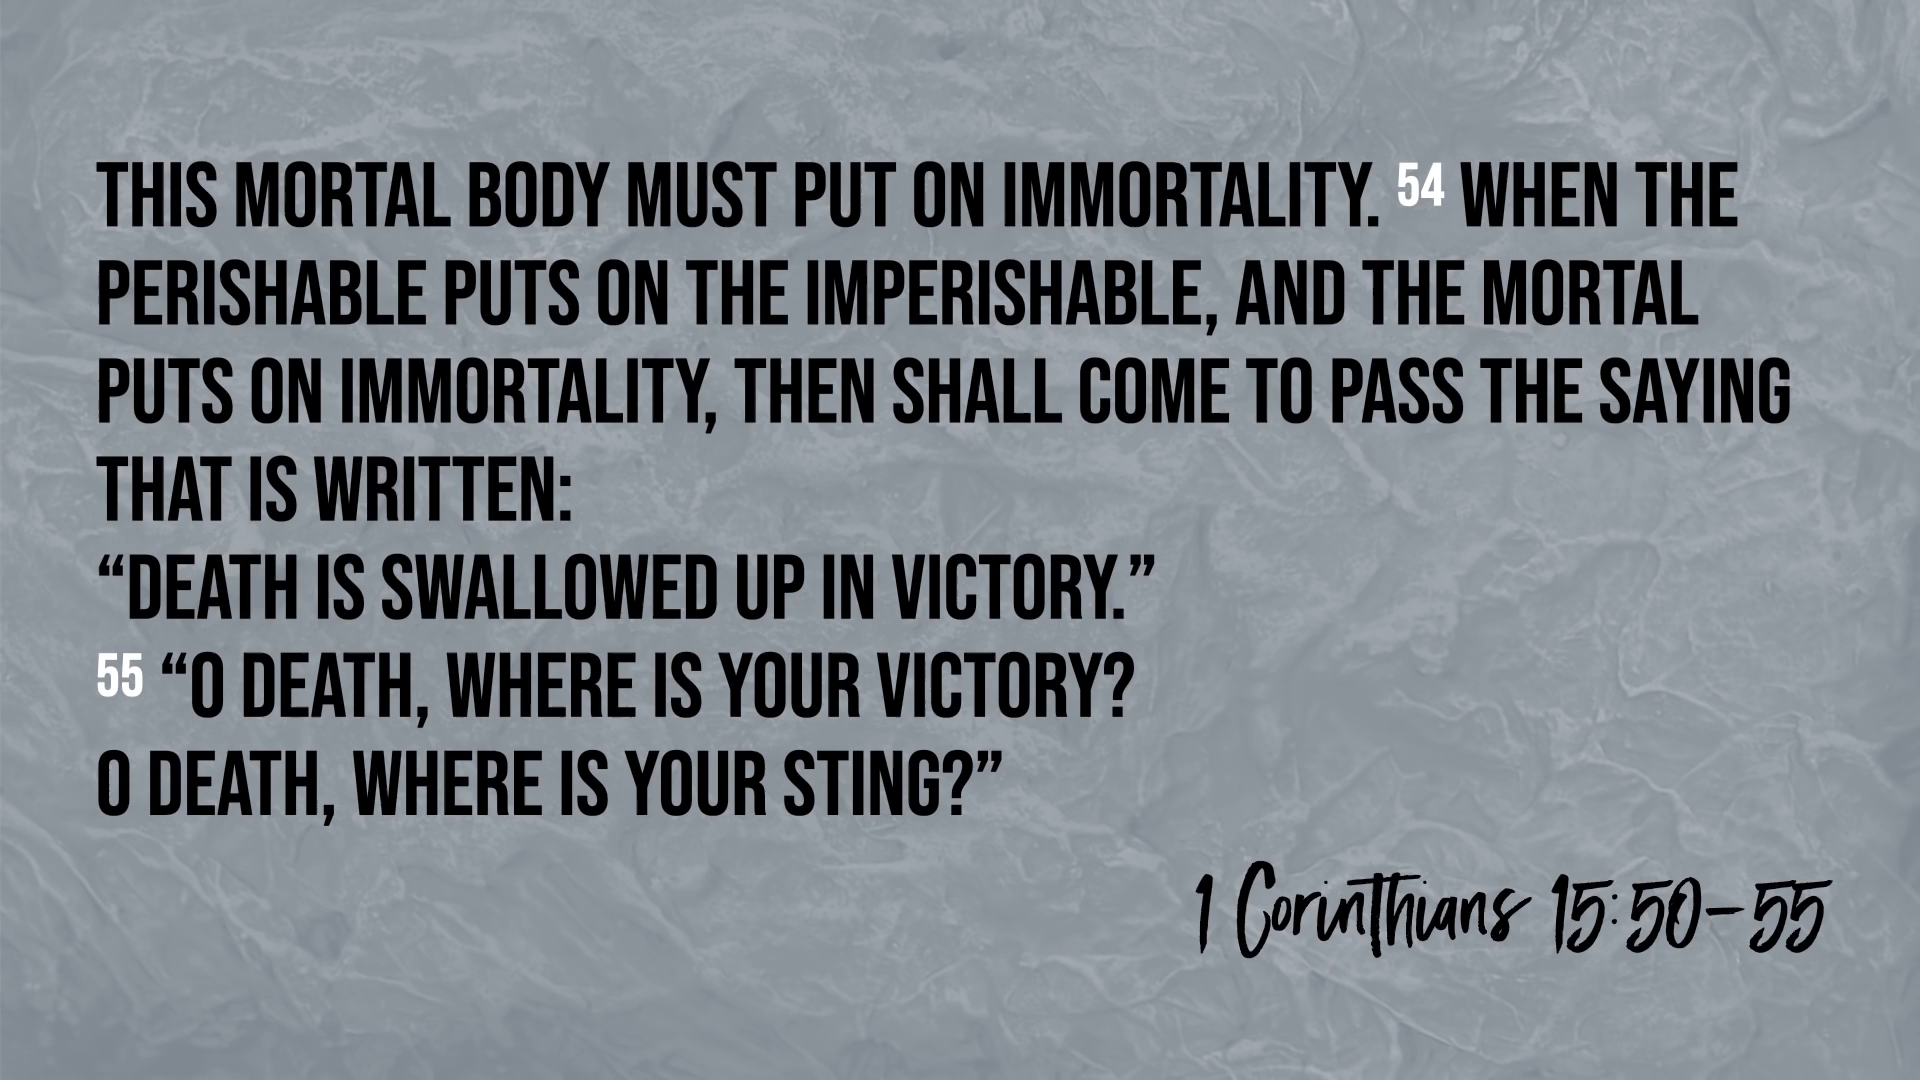 THIS MORTAL BODY MUST PUT ON IMMORTALITY. 54 WHEN THE
PERISHABLE PUTS ON THE IMPERISHABLE, AND THE MORTAL
PUTS ON IMMORTALITY, THEN SHALL COME TO PASS THE SAYING
THAT IS WRITTEN:
“DEATH IS SWALLOWED UP IN VICTORY.”
55 “O DEATH, WHERE IS YOUR VICTORY?
O DEATH, WHERE IS YOUR STING?”
1 Corinthians 15:50–55